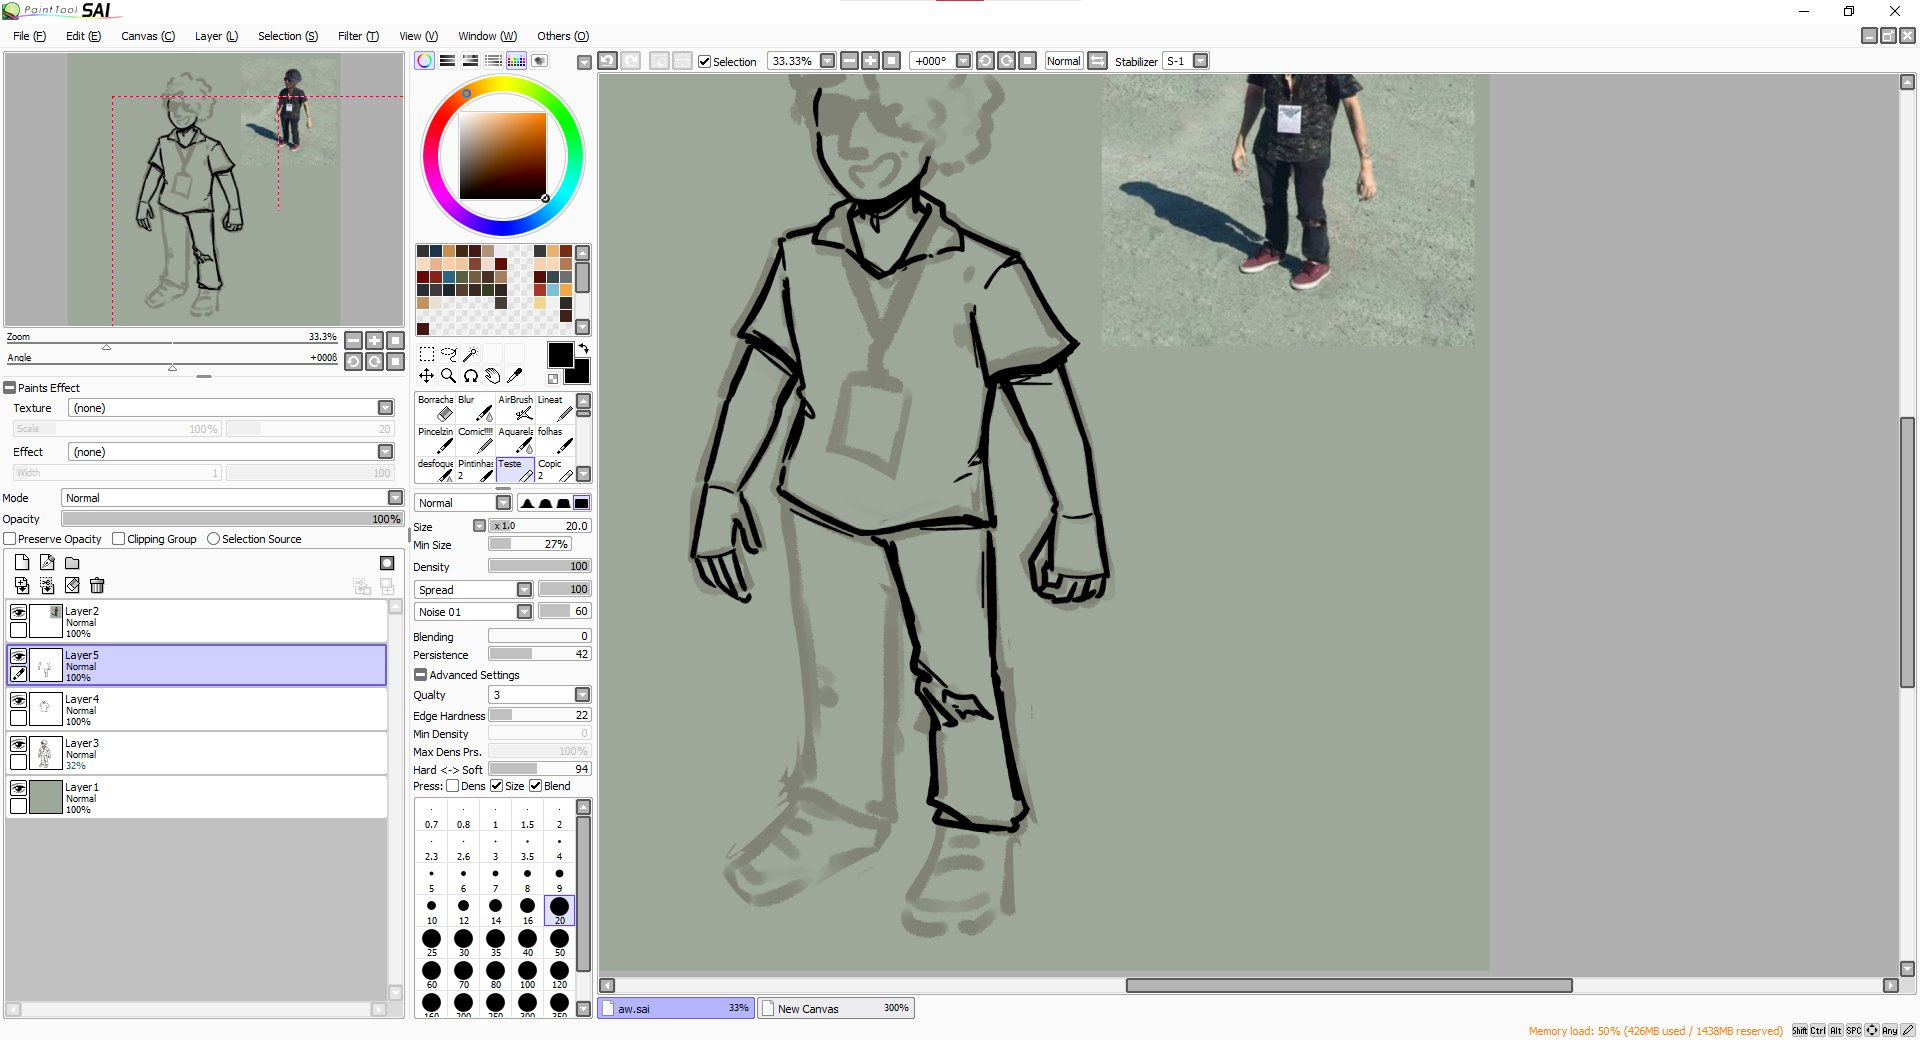 PaintTool SAI
File (F) Edit (E) Canvas (C) Layer (L) Selection (S) Filter (T) View (V) Window (W) Others (O)
Selection 33.33% +000° Normal Stabilizer S-1
Zoom 33.3%
Angle +000ß
Paints Effect
Texture (none)
Scale 100% 20
Effect (none)
Width 1 100
Mode Normal
Opacity 100%
Preserve Opacity Clipping Group Selection Source
Layer2
Normal
100%
Layer5
Normal
100%
Layer4
Normal
100%
Layer3
Normal
32%
Layer1
Normal
100%
Borracha Blur AirBrush Lineat
Pincelzin Comic!!!! Aquarela folhas
desfoque Pintinhas 2 Teste Copic 2
Normal
Size x 1.0 20.0
Min Size 27%
Density 100
Spread 100
Noise 01 60
Blending 0
Persistence 42
Advanced Settings
Qualty 3
Edge Hardness 22
Min Density 0
Max Dens Prs. 100%
Hard <-> Soft 94
Press: Dens Size Blend
0.7 0.8 1 1.5 2
2.3 2.6 3 3.5 4
5 6 7 8 9
10 12 14 16 20
25 30 35 40 50
60 70 80 100 120
160 200 250 300 350
aw.sai 33% New Canvas 300%
Memory load: 50% (426MB used / 1438MB reserved) Shift Ctrl Alt SPC Any